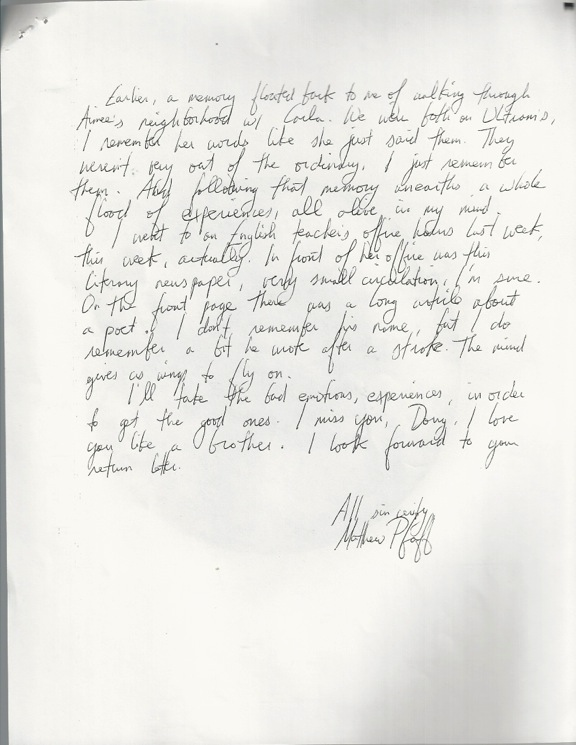 Earlier, a memory floated back to me of walking through
Aimee's neighborhood w/ Carla. We were both on Ultram's,
I remember her words like she just said them. They
weren't very out of the ordinary, I just remember
them. And following that memory unearths a whole
flood of experiences, all alive in my mind.
I went to an English teacher's office hours last week,
this week, actually. In front of her office was this
literary newspaper, very small circulation, I'm sure.
On the front page there was a long article about
a poet. I don't remember his name, but I do
remember a bit he wrote after a stroke. The mind
gives us wings to fly on.
I'll take the bad emotions, experiences, in order
to get the good ones. I miss you, Doug. I love
you like a brother. I look forward to your
return letter.
All sincerity
Matthew Pfaff